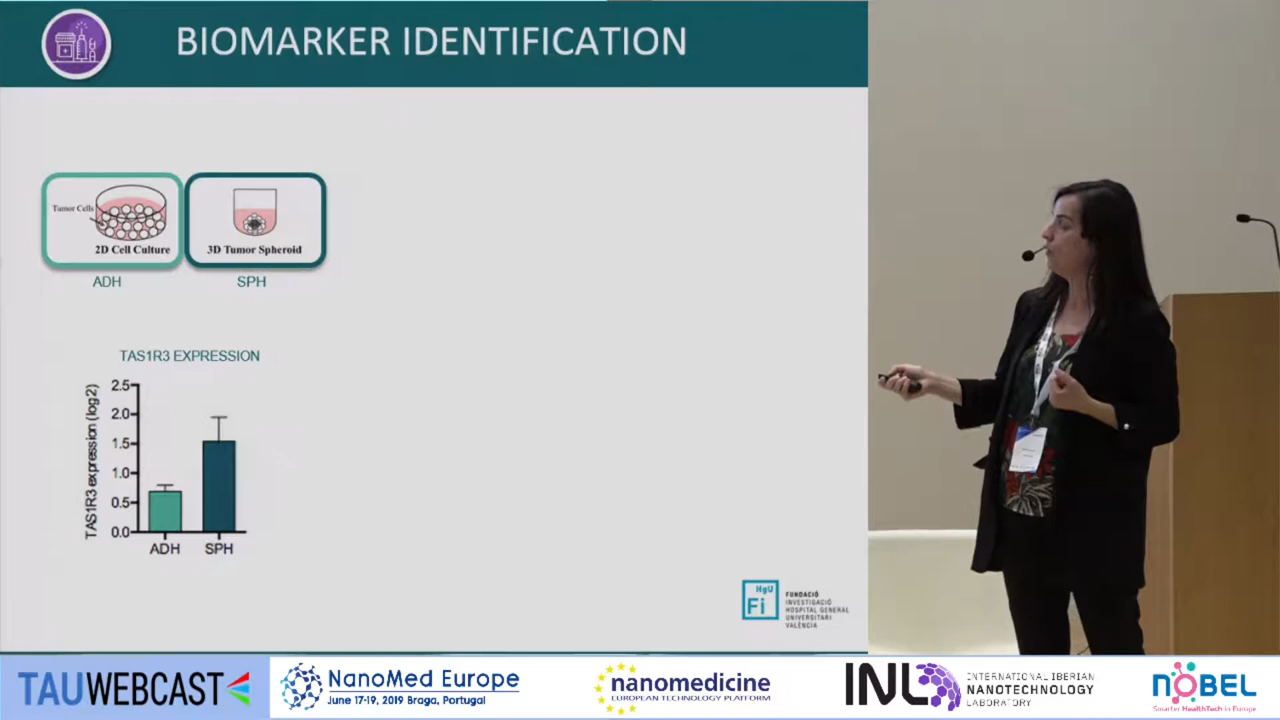 BIOMARKER IDENTIFICATION
Tumor Cells
2D Cell Culture
3D Tumor Spheroid
ADH
SPH
TAS1R3 EXPRESSION
TAS1R3 expression (log2)
2.5
2.0
1.5
1.0
0.5
0.0
ADH
SPH
HgU
Fi
FUNDACIÓ
INVESTIGACIÓ
HOSPITAL GENERAL
UNIVERSITARI
VALÈNCIA
TAUWEBCAST
NanoMed Europe
June 17-19, 2019 Braga, Portugal
nanomedicine
EUROPEAN TECHNOLOGY PLATFORM
INL
INTERNATIONAL IBERIAN
NANOTECHNOLOGY
LABORATORY
NOBEL
Smarter HealthTech in Europe